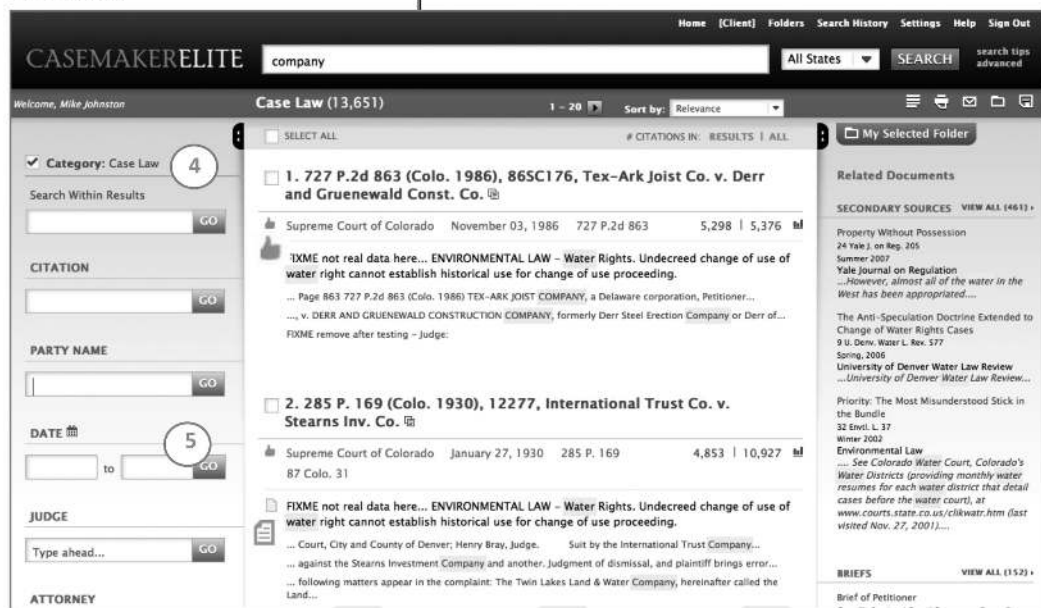 Home [Client] Folders Search History Settings Help Sign Out
CASEMAKERELITE
company
All States
SEARCH
search tips
advanced
Welcome, Mike Johnston
Case Law (13,651)
1 - 20
Sort by: Relevance
SELECT ALL
# CITATIONS IN: RESULTS | ALL
My Selected Folder
Category: Case Law
4
Search Within Results
GO
CITATION
GO
PARTY NAME
GO
DATE
5
to
GO
JUDGE
Type ahead...
GO
ATTORNEY
1. 727 P.2d 863 (Colo. 1986), 86SC176, Tex-Ark Joist Co. v. Derr
and Gruenewald Const. Co.
Supreme Court of Colorado November 03, 1986 727 P.2d 863 5,298 | 5,376
IXME not real data here... ENVIRONMENTAL LAW – Water Rights. Undecreed change of use of
water right cannot establish historical use for change of use proceeding.
... Page 863 727 P.2d 863 (Colo. 1986) TEX-ARK JOIST COMPANY, a Delaware corporation, Petitioner...
..., v. DERR AND GRUENEWALD CONSTRUCTION COMPANY, formerly Derr Steel Erection Company or Derr of...
FIXME remove after testing - Judge:
2. 285 P. 169 (Colo. 1930), 12277, International Trust Co. v.
Stearns Inv. Co.
Supreme Court of Colorado January 27, 1930 285 P. 169 4,853 | 10,927
87 Colo. 31
FIXME not real data here... ENVIRONMENTAL LAW – Water Rights. Undecreed change of use of
water right cannot establish historical use for change of use proceeding.
... Court, City and County of Denver; Henry Bray, Judge. Suit by the International Trust Company...
... against the Stearns Investment Company and another. Judgment of dismissal, and plaintiff brings error...
... following matters appear in the complaint: The Twin Lakes Land & Water Company, hereinafter called the
Land...
Related Documents
SECONDARY SOURCES VIEW ALL (461)
Property Without Possession
24 Yale J. on Reg. 205
Summer 2007
Yale Journal on Regulation
...However, almost all of the water in the
West has been appropriated....
The Anti-Speculation Doctrine Extended to
Change of Water Rights Cases
9 U. Denv. Water L. Rev. 577
Spring, 2006
University of Denver Water Law Review
...University of Denver Water Law Review...
Priority: The Most Misunderstood Stick in
the Bundle
32 Envtl. L. 37
Winter 2002
Environmental Law
.... See Colorado Water Court, Colorado's
Water Districts (providing monthly water
resumes for each water district that detail
cases before the water court), at
www.courts.state.co.us/clikwatr.htm (last
visited Nov. 27, 2001)....
BRIEFS VIEW ALL (152)
Brief of Petitioner